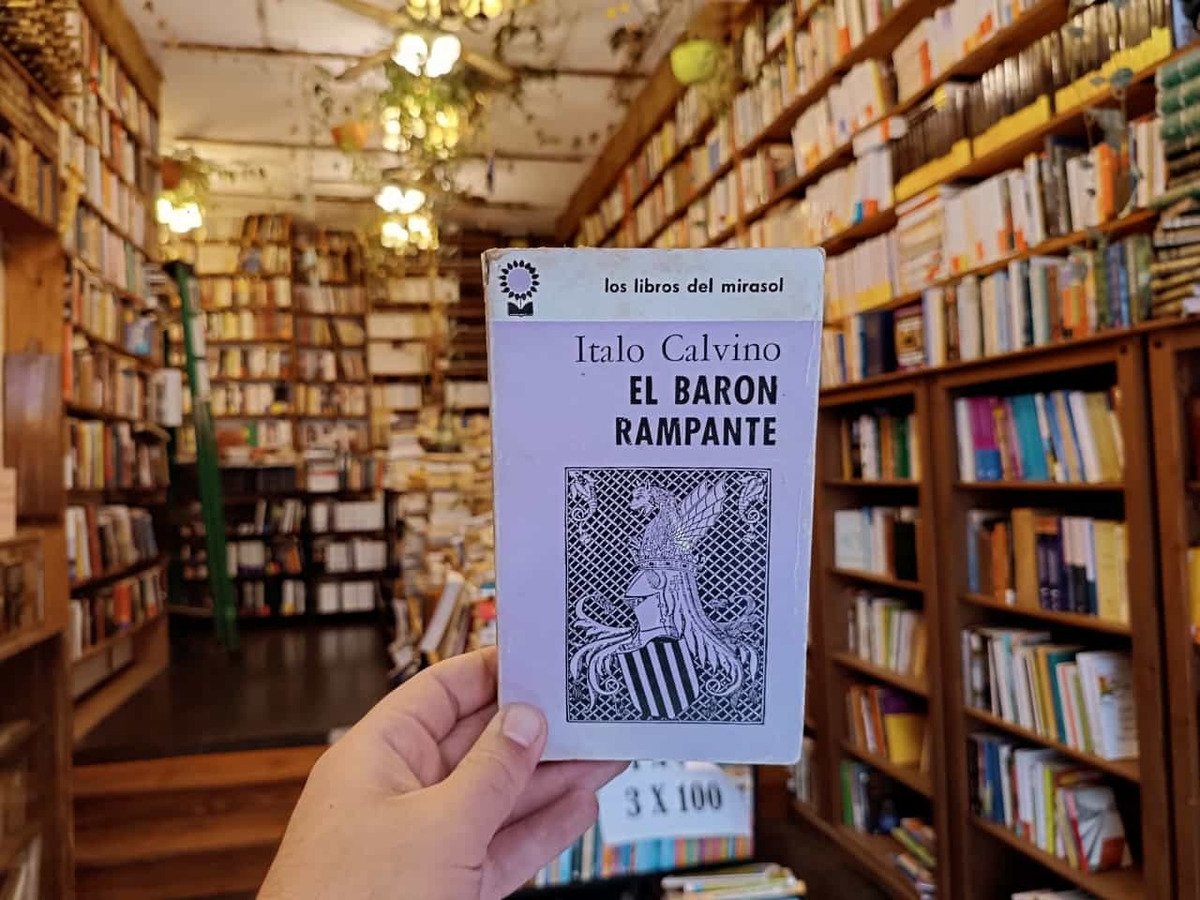 los libros del mirasol
Italo Calvino
EL BARON
RAMPANTE
3 X 100